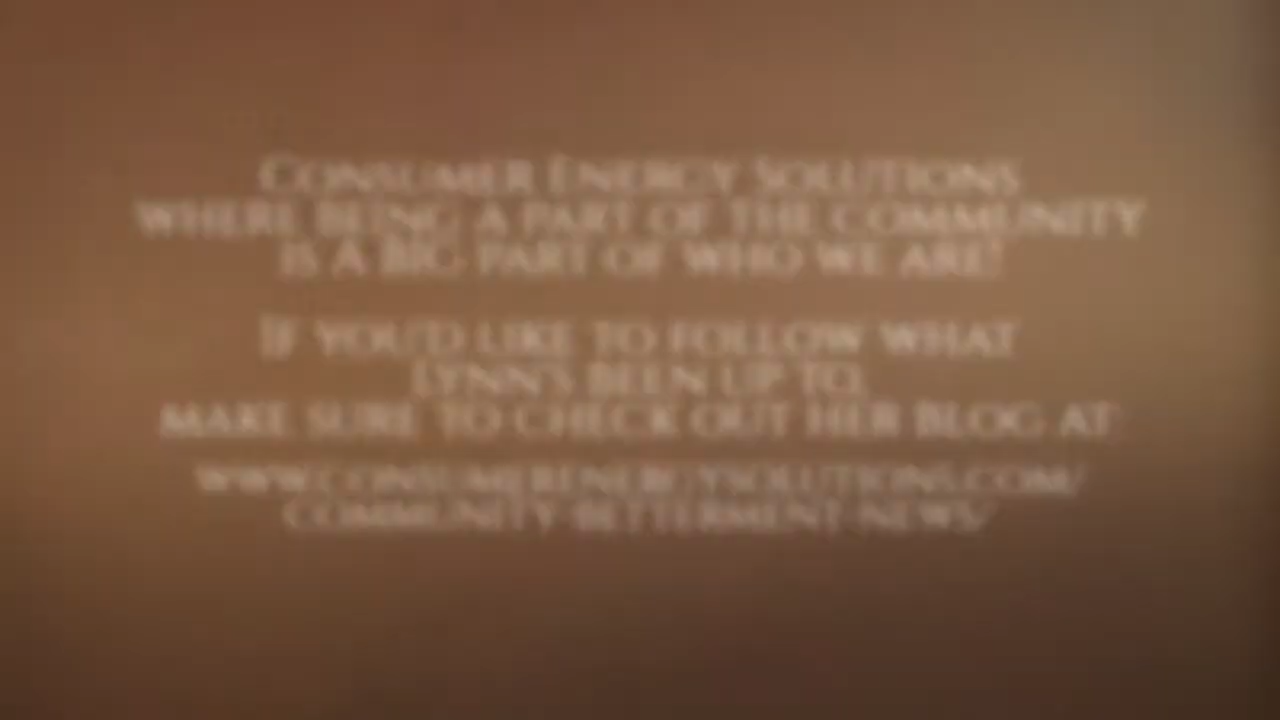 Consumer Energy Solutions
where being a part of the community
is a big part of who we are!
If you'd like to follow what
Lynn's been up to,
make sure to check out her blog at:
www.consumerenergysolutions.com/
community-betterment-news/